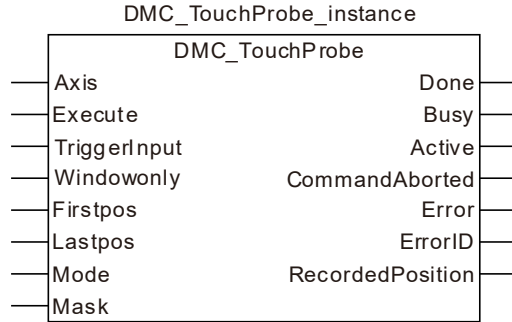 DMC_TouchProbe_instance
DMC_TouchProbe
Axis Done
Execute Busy
TriggerInput Active
Windowonly CommandAborted
Firstpos Error
Lastpos ErrorID
Mode RecordedPosition
Mask